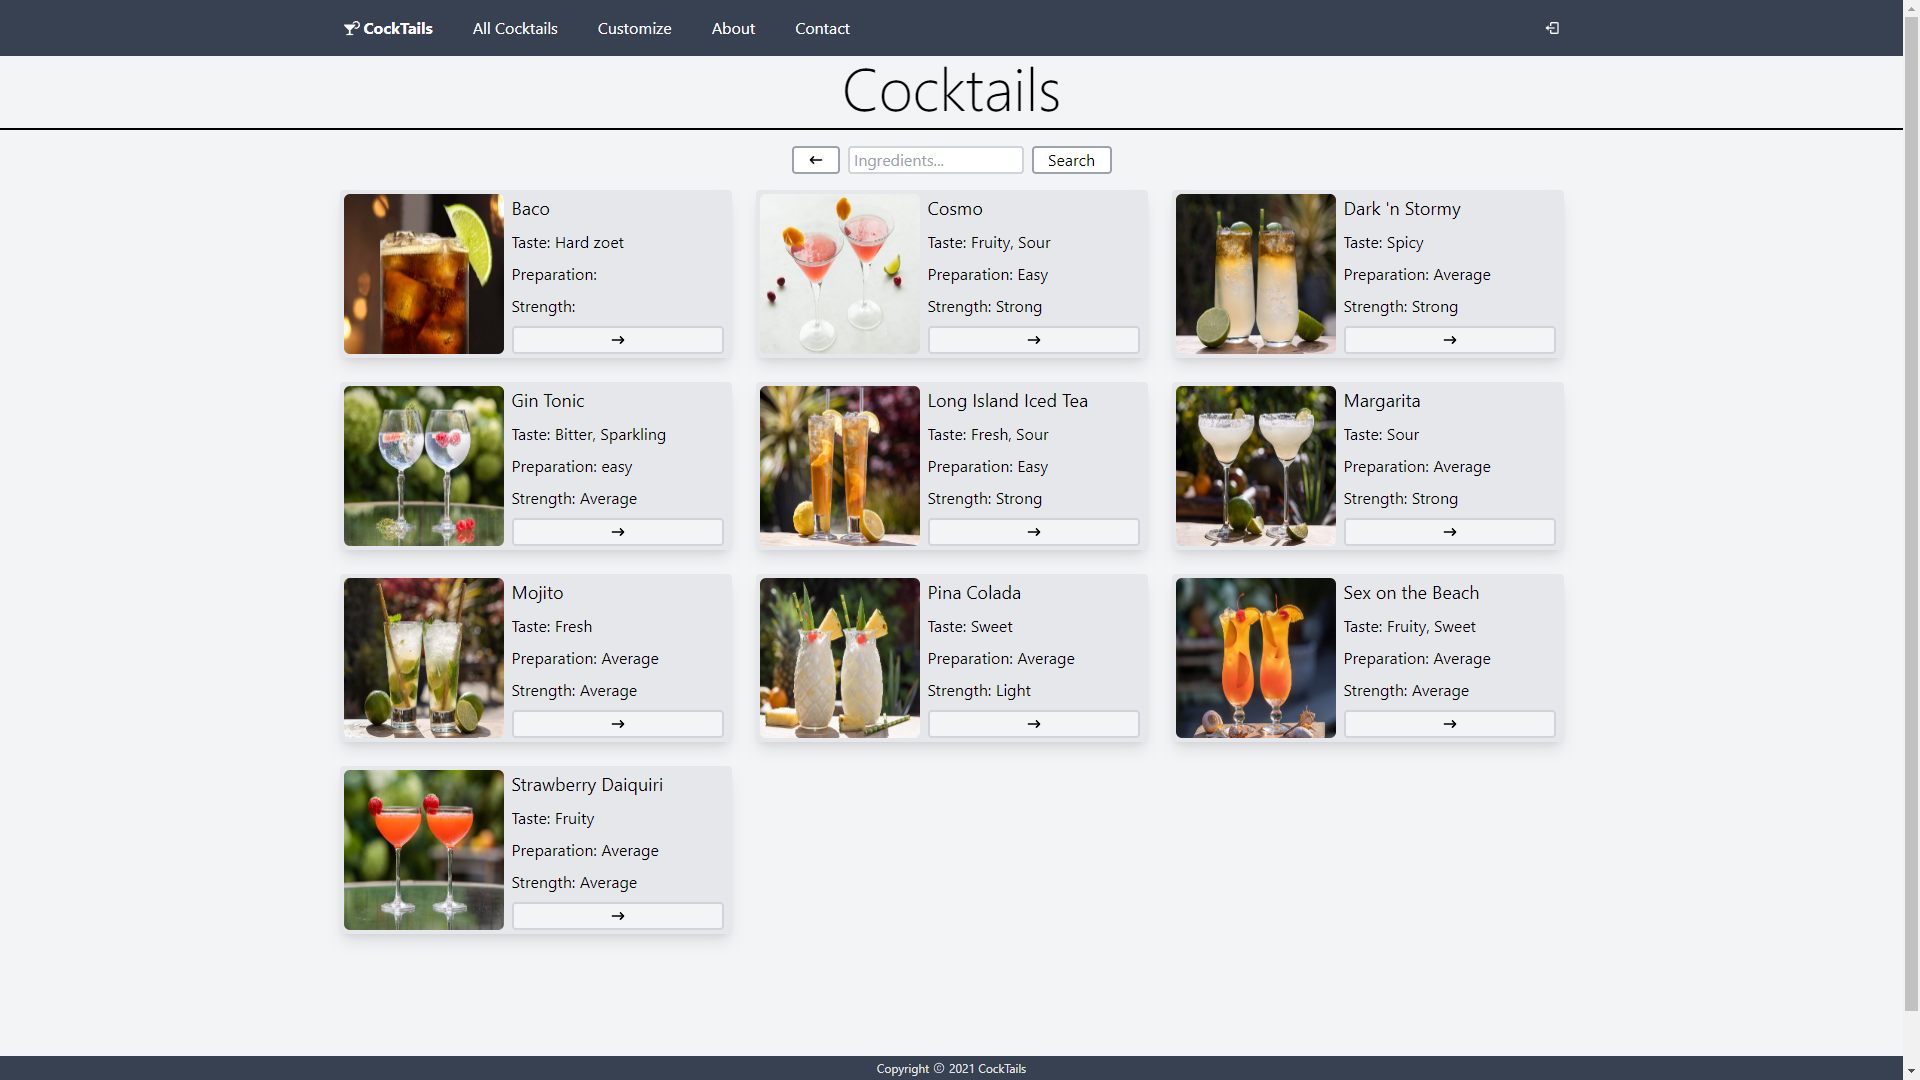 CockTails All Cocktails Customize About Contact
Cocktails
← Ingredients... Search
Baco
Taste: Hard zoet
Preparation:
Strength:
→
Cosmo
Taste: Fruity, Sour
Preparation: Easy
Strength: Strong
→
Dark 'n Stormy
Taste: Spicy
Preparation: Average
Strength: Strong
→
Gin Tonic
Taste: Bitter, Sparkling
Preparation: easy
Strength: Average
→
Long Island Iced Tea
Taste: Fresh, Sour
Preparation: Easy
Strength: Strong
→
Margarita
Taste: Sour
Preparation: Average
Strength: Strong
→
Mojito
Taste: Fresh
Preparation: Average
Strength: Average
→
Pina Colada
Taste: Sweet
Preparation: Average
Strength: Light
→
Sex on the Beach
Taste: Fruity, Sweet
Preparation: Average
Strength: Average
→
Strawberry Daiquiri
Taste: Fruity
Preparation: Average
Strength: Average
→
Copyright © 2021 CockTails